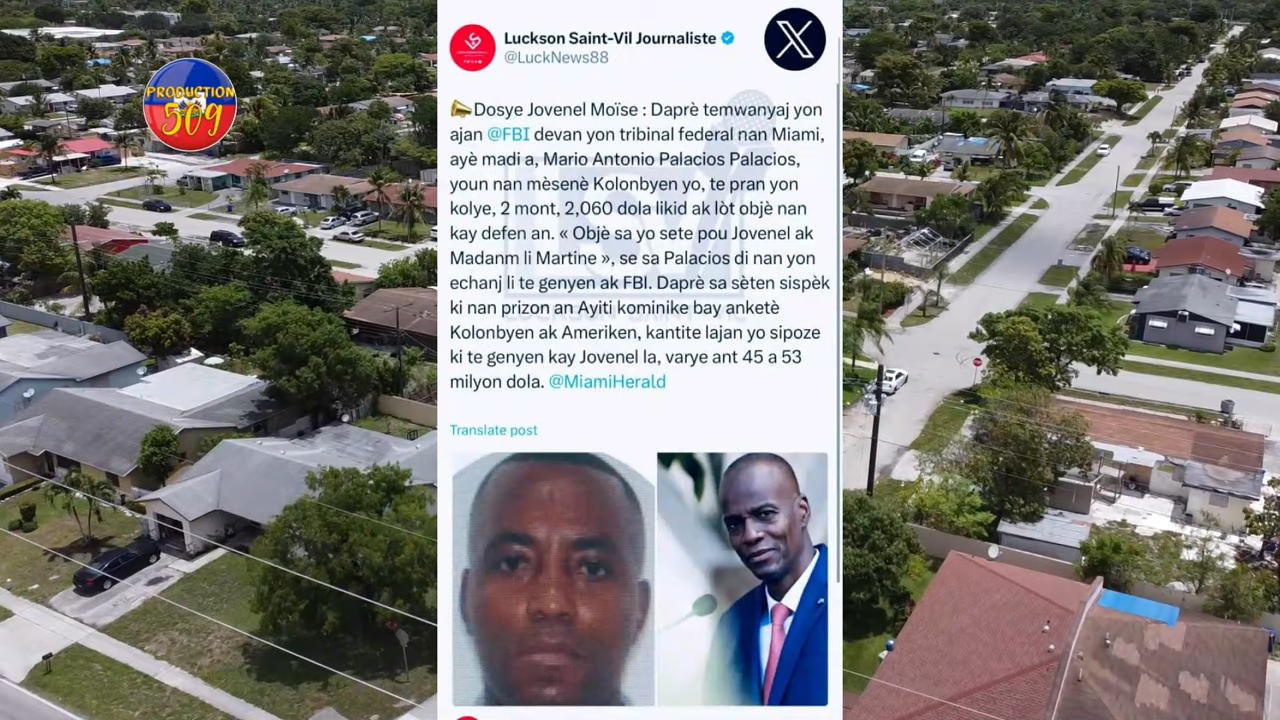 PRODUCTION
509
Luckson Saint-Vil Journaliste
@LuckNews88
Dosye Jovenel Moïse : Daprè temwanyaj yon
ajan @FBI devan yon tribinal federal nan Miami,
ayè madi a, Mario Antonio Palacios Palacios,
youn nan mèsenè Kolonbyen yo, te pran yon
kolye, 2 mont, 2,060 dola likid ak lòt objè nan
kay defen an. « Objè sa yo sete pou Jovenel ak
Madanm li Martine », se sa Palacios di nan yon
echanj li te genyen ak FBI. Daprè sa sèten sispèk
ki nan prizon an Ayiti kominike bay anketè
Kolonbyen ak Ameriken, kantite lajan yo sipoze
ki te genyen kay Jovenel la, varye ant 45 a 53
milyon dola. @MiamiHerald
Translate post